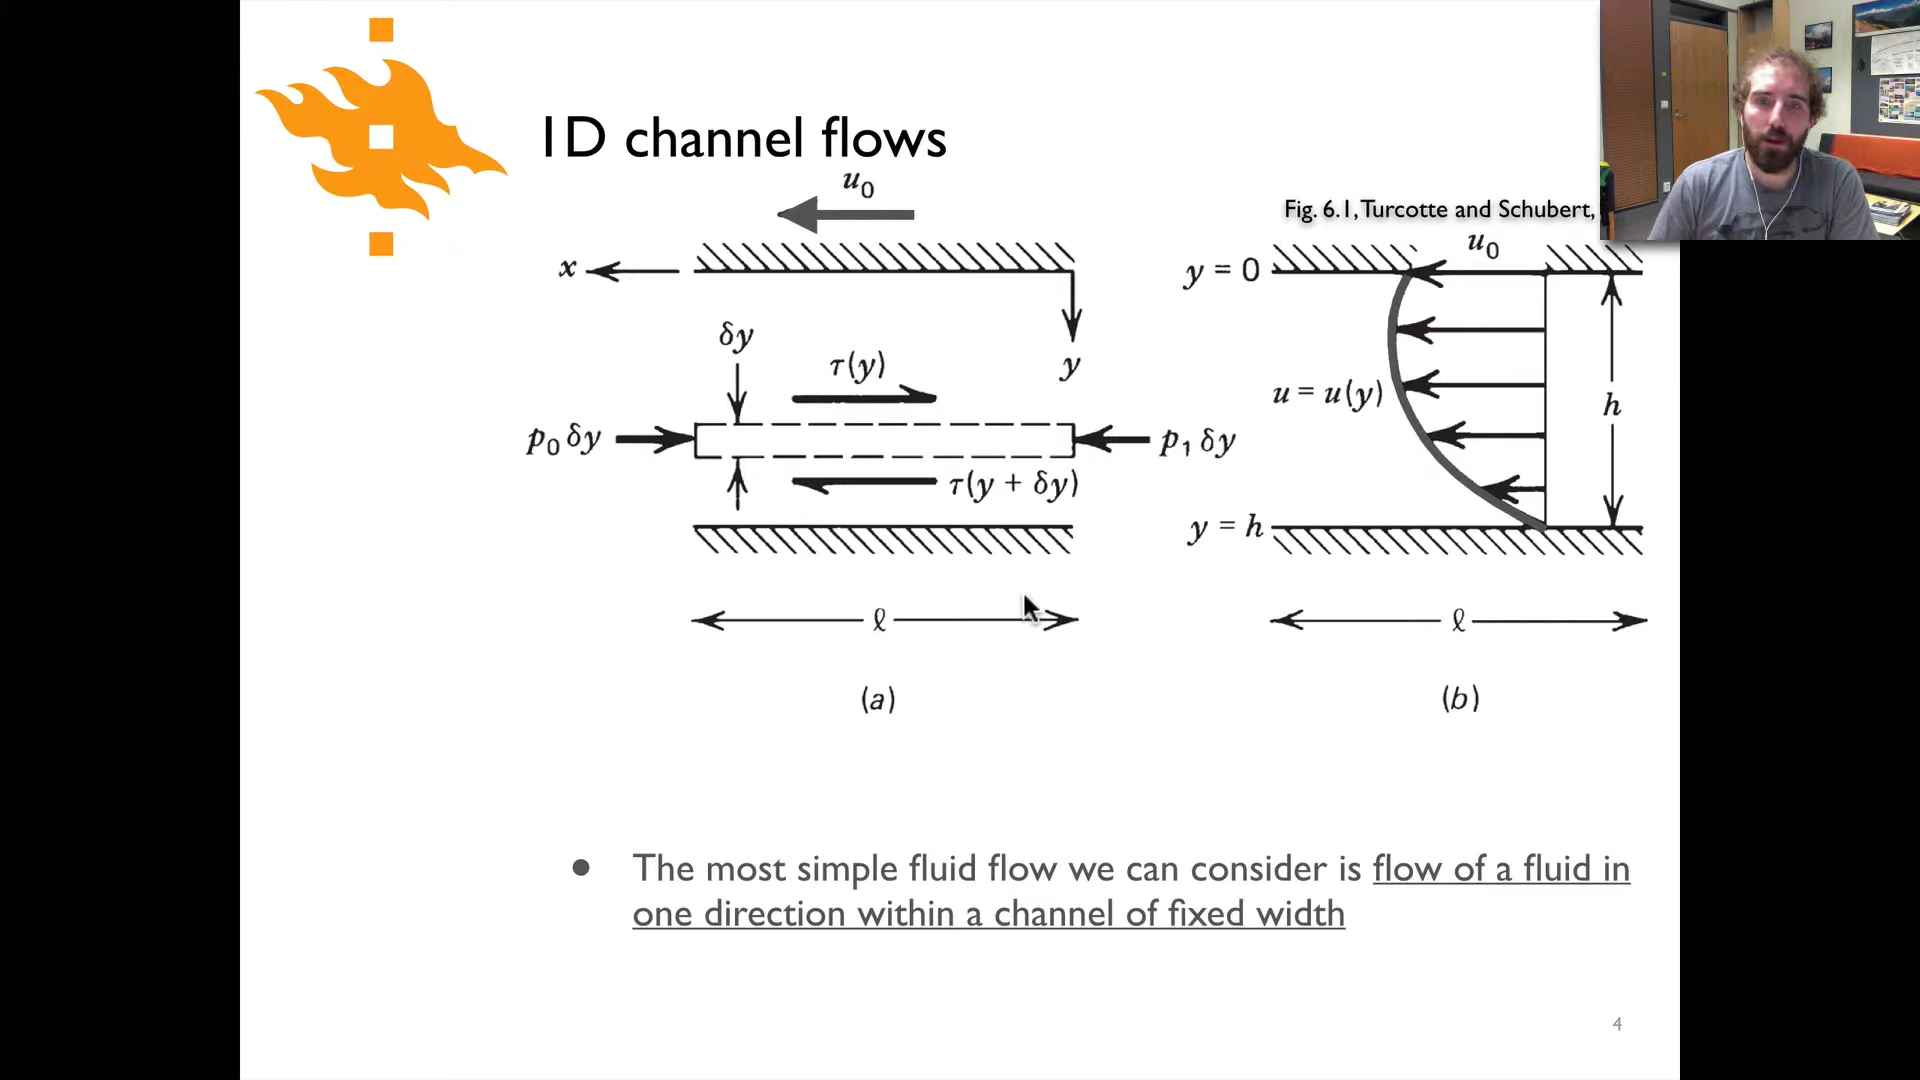 1D channel flows
Fig. 6.1, Turcotte and Schubert,
u₀
x
y
δy
τ(y)
p₀ δy
p₁ δy
τ(y + δy)
ℓ
(a)
u₀
y = 0
u = u(y)
h
y = h
ℓ
(b)
• The most simple fluid flow we can consider is flow of a fluid in
one direction within a channel of fixed width
4